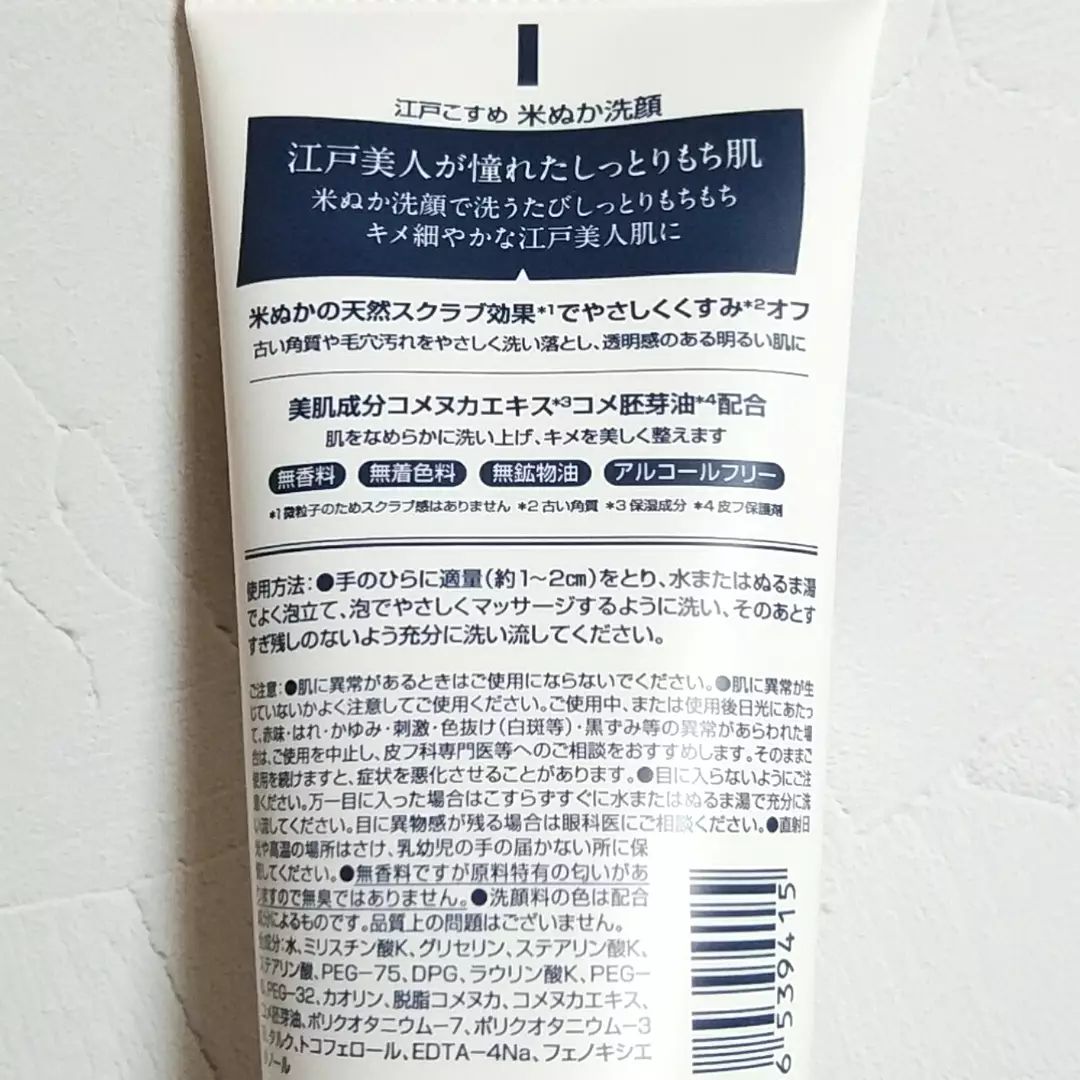 江戸こすめ 米ぬか洗顔
江戸美人が憧れたしっとりもち肌
米ぬか洗顔で洗うたびしっとりもちもち
キメ細やかな江戸美人肌に
米ぬかの天然スクラブ効果*1でやさしくくすみ*2オフ
古い角質や毛穴汚れをやさしく洗い落とし、透明感のある明るい肌に
美肌成分コメヌカエキス*3コメ胚芽油*4配合
肌をなめらかに洗い上げ、キメを美しく整えます
無香料 無着色料 無鉱物油 アルコールフリー
*1 微粒子のためスクラブ感はありません *2 古い角質 *3 保湿成分 *4 皮フ保護剤
使用方法:●手のひらに適量(約1~2cm)をとり、水またはぬるま湯
でよく泡立て、泡でやさしくマッサージするように洗い、そのあとす
すぎ残しのないよう充分に洗い流してください。
ご注意:●肌に異常があるときはご使用にならないでください。●肌に異常が生
じていないかよく注意してご使用ください。ご使用中、または使用後日光にあたっ
て、赤味・はれ・かゆみ・刺激・色抜け(白斑等)・黒ずみ等の異常があらわれた場
合は、ご使用を中止し、皮フ科専門医等へのご相談をおすすめします。そのままご
使用を続けますと、症状を悪化させることがあります。●目に入らないようにご注
意ください。万一目に入った場合はこすらずすぐに水またはぬるま湯で充分に洗
い流してください。目に異物感が残る場合は眼科医にご相談ください。●直射日
光や高温の場所はさけ、乳幼児の手の届かない所に保
管してください。●無香料ですが原料特有の匂いがあ
りますので無臭ではありません。●洗顔料の色は配合
成分によるものです。品質上の問題はございません。
全成分:水、ミリスチン酸K、グリセリン、ステアリン酸K、
ステアリン酸、PEG-75、DPG、ラウリン酸K、PEG-
、PEG-32、カオリン、脱脂コメヌカ、コメヌカエキス、
コメ胚芽油、ポリクオタニウム-7、ポリクオタニウム-3
、タルク、トコフェロール、EDTA-4Na、フェノキシエ
タノール
6539415